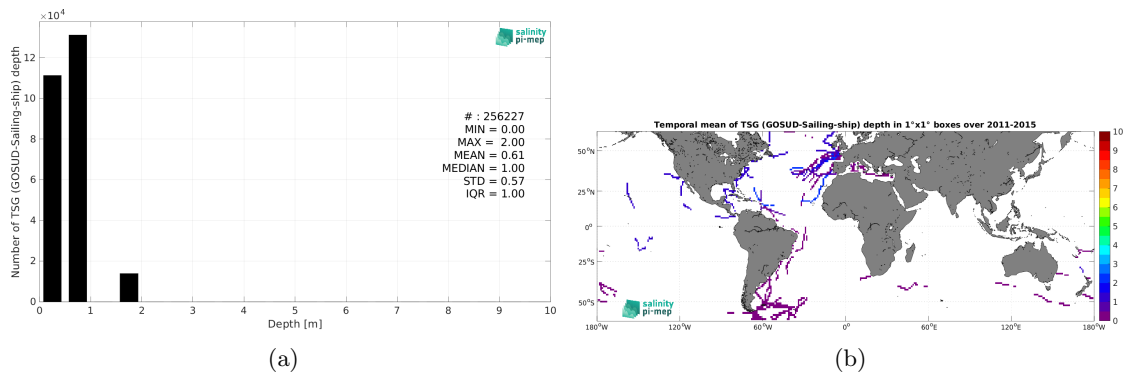 ×10⁴
12
10
8
6
4
2
0
Number of TSG (GOSUD-Sailing-ship) depth
salinity
pi-mep
# : 256227
MIN = 0.00
MAX = 2.00
MEAN = 0.61
MEDIAN = 1.00
STD = 0.57
IQR = 1.00
0 1 2 3 4 5 6 7 8 9 10
Depth [m]
(a)
Temporal mean of TSG (GOSUD-Sailing-ship) depth in 1°x1° boxes over 2011-2015
50°N
25°N
0°
25°S
50°S
salinity
pi-mep
180°W 120°W 60°W 0° 60°E 120°E 180°W
10
9
8
7
6
5
4
3
2
1
0
(b)